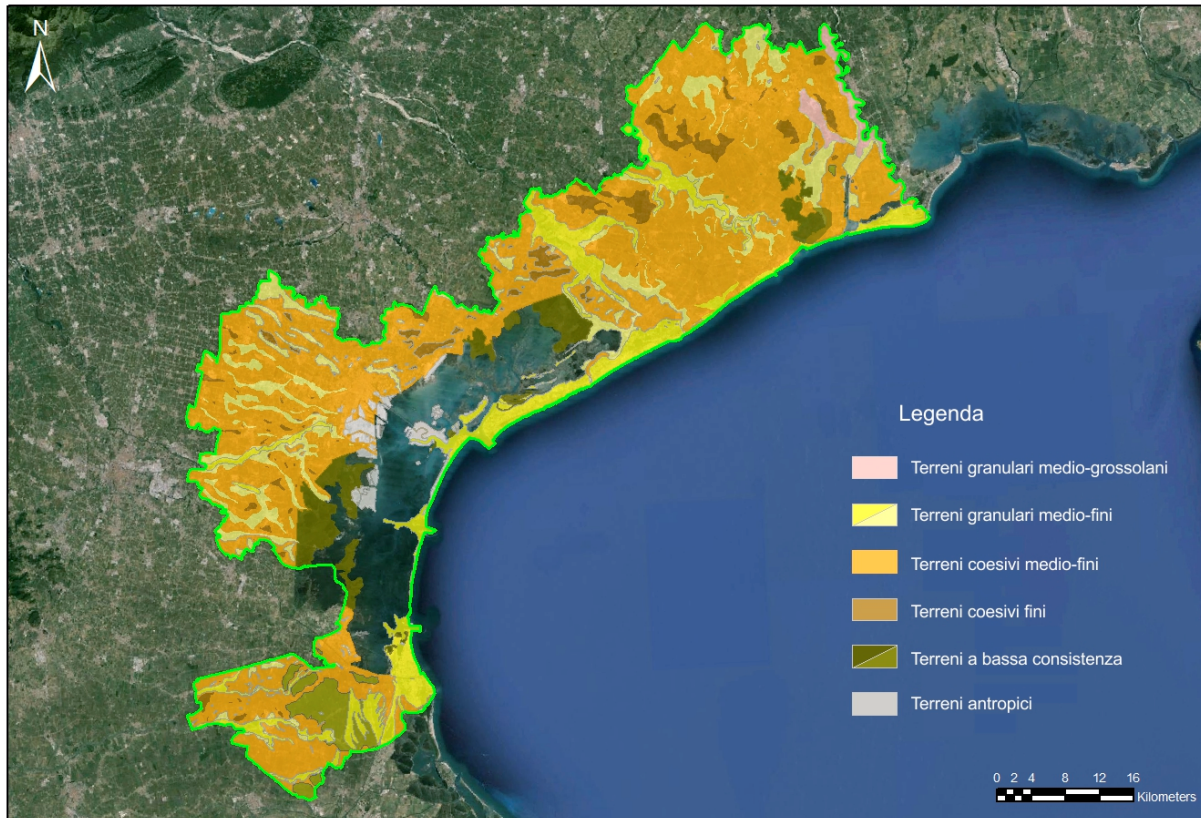 N
Legenda
Terreni granulari medio-grossolani
Terreni granulari medio-fini
Terreni coesivi medio-fini
Terreni coesivi fini
Terreni a bassa consistenza
Terreni antropici
0 2 4 8 12 16
Kilometers